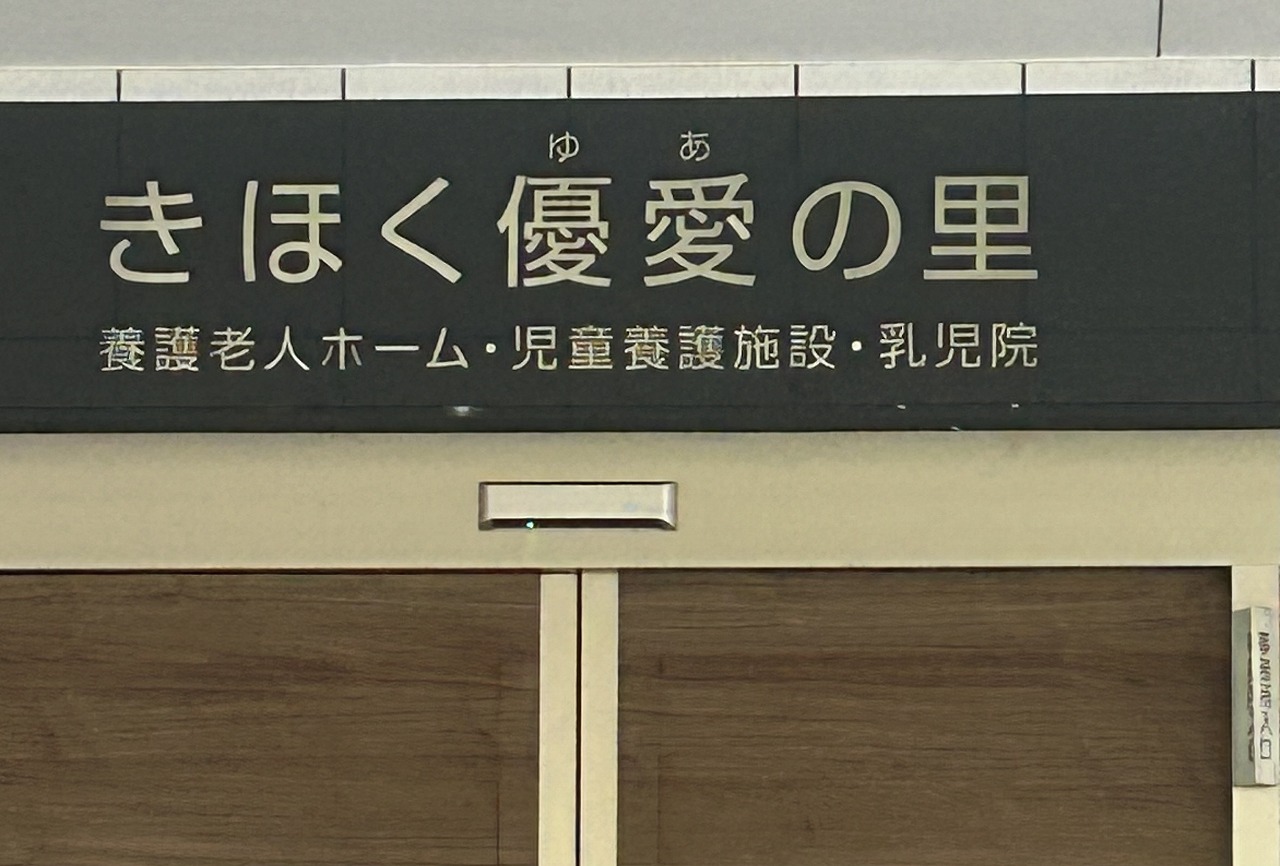 ゆ あ
きほく優愛の里
養護老人ホーム・児童養護施設・乳児院